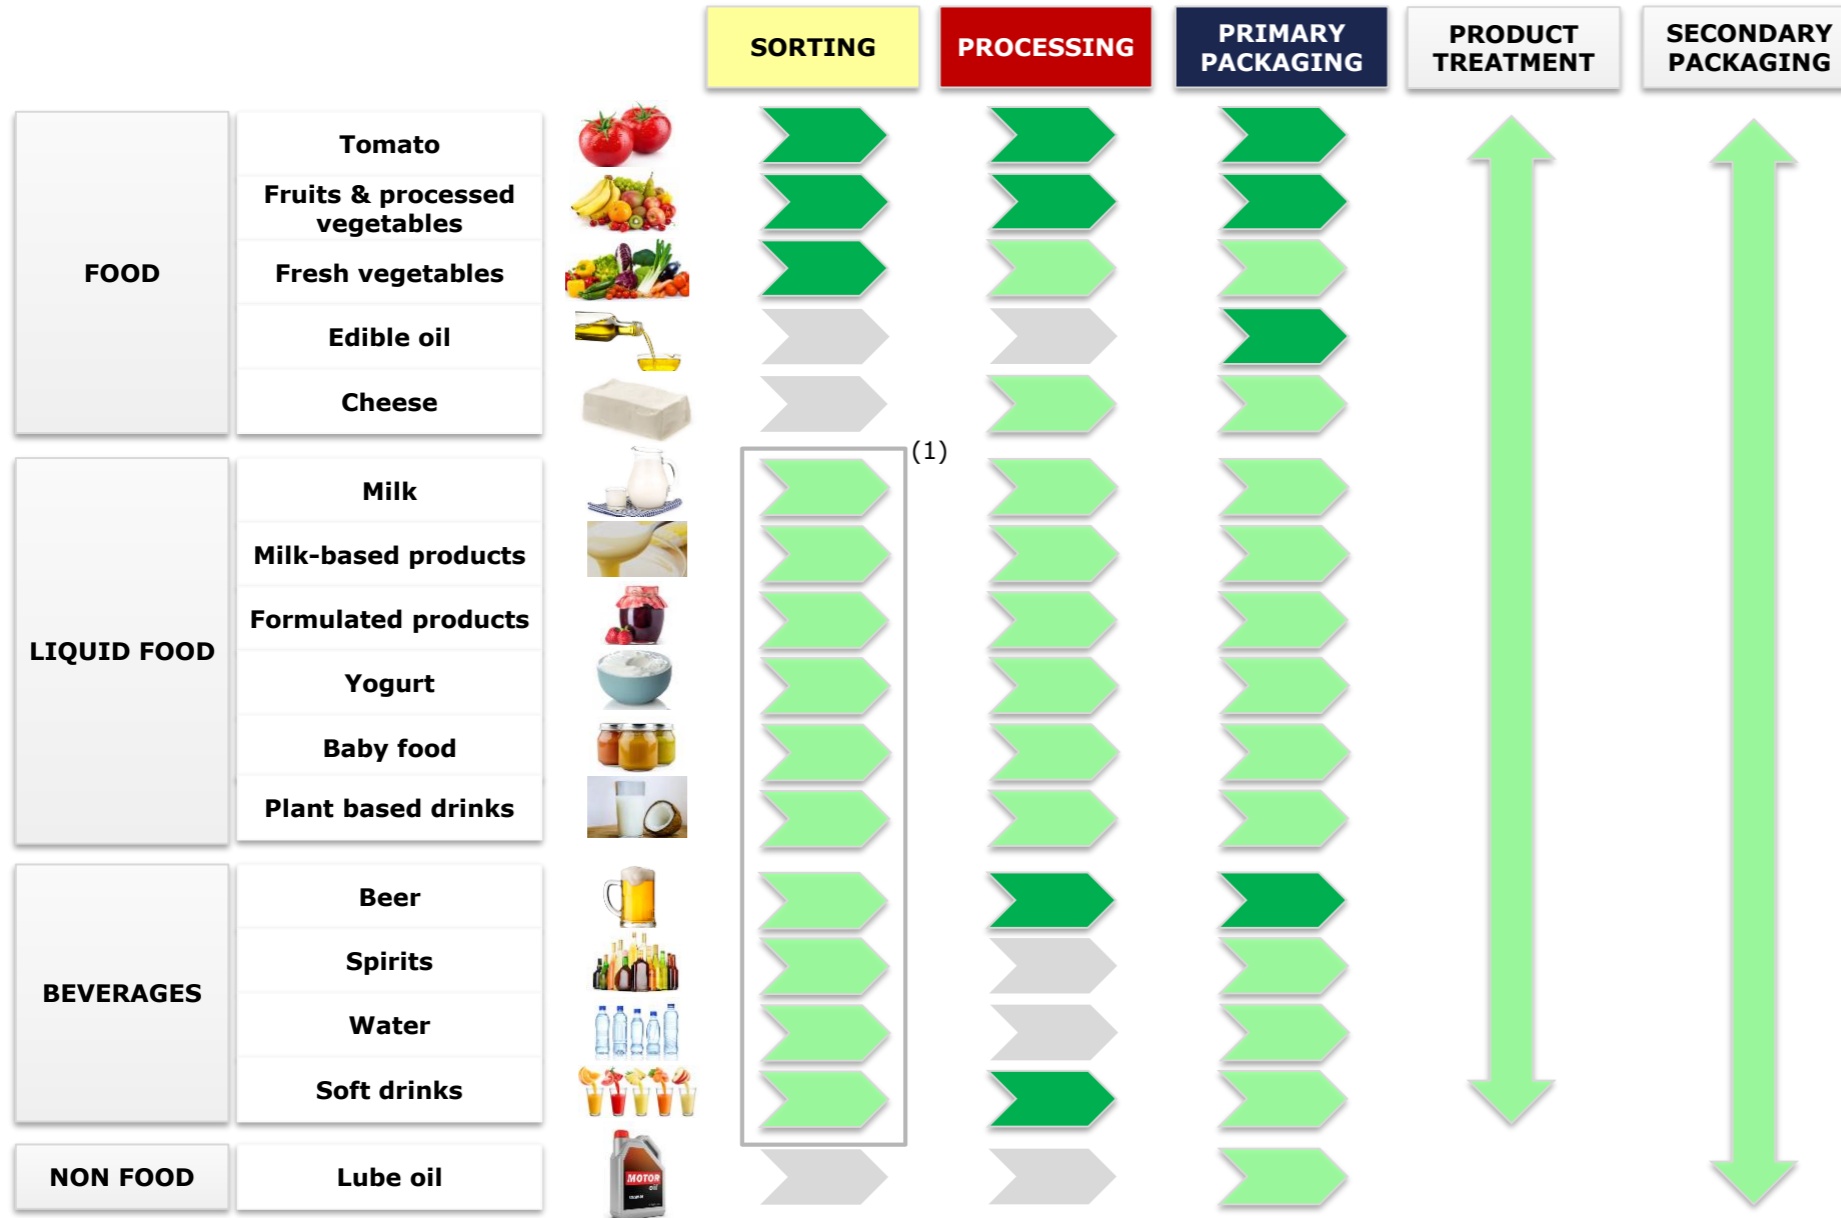 SORTING
PROCESSING
PRIMARY
PACKAGING
PRODUCT
TREATMENT
SECONDARY
PACKAGING
FOOD
Tomato
Fruits & processed
vegetables
Fresh vegetables
Edible oil
Cheese
(1)
LIQUID FOOD
Milk
Milk-based products
Formulated products
Yogurt
Baby food
Plant based drinks
BEVERAGES
Beer
Spirits
Water
Soft drinks
NON FOOD
Lube oil
MOTOR
oil